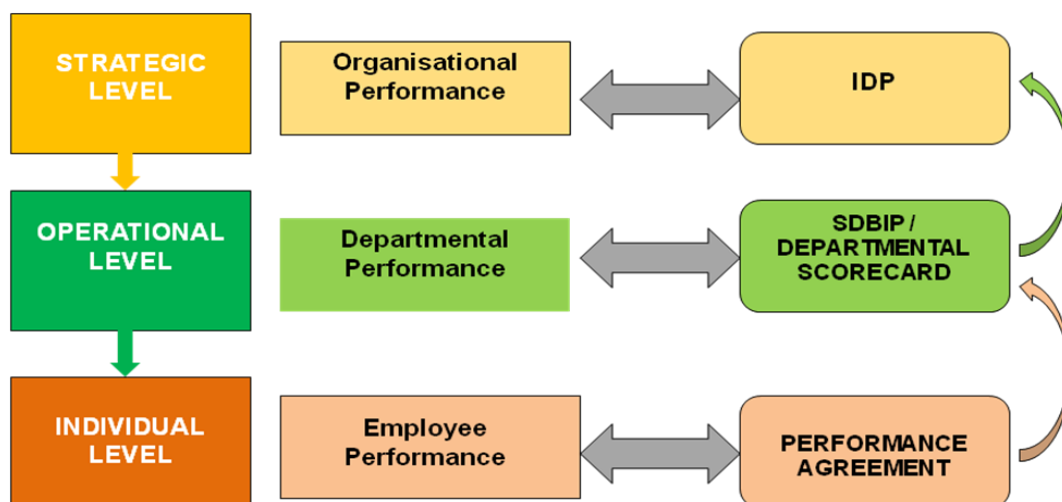 STRATEGIC
LEVEL
Organisational
Performance
IDP
OPERATIONAL
LEVEL
Departmental
Performance
SDBIP /
DEPARTMENTAL
SCORECARD
INDIVIDUAL
LEVEL
Employee
Performance
PERFORMANCE
AGREEMENT